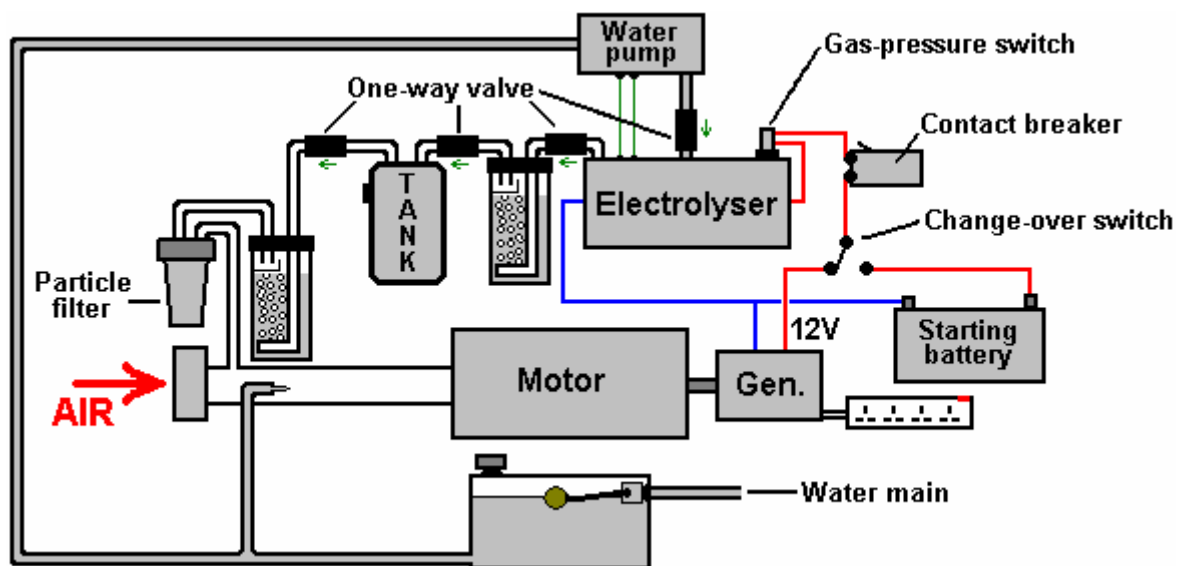 Water
pump
Gas-pressure switch
One-way valve
Contact breaker
TANK
Electrolyser
Change-over switch
Particle
filter
12V
Starting
battery
Motor
Gen.
AIR
Water main